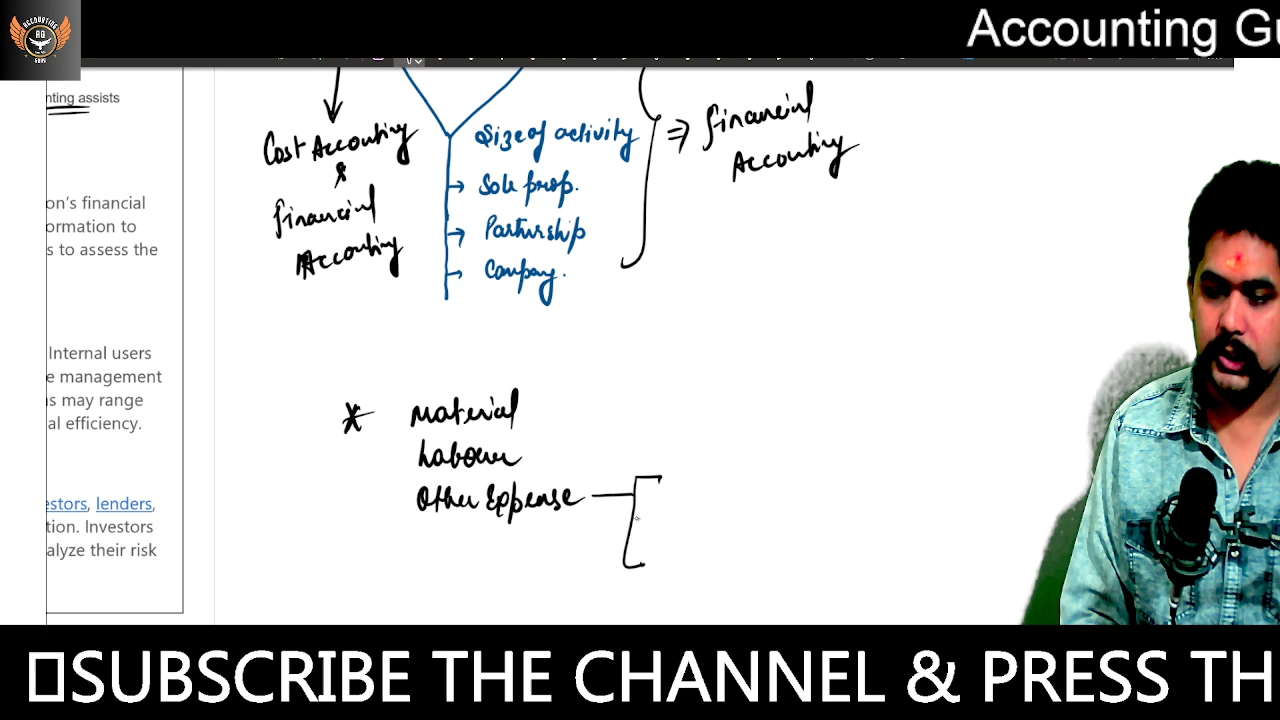 ACCOUNTING
AG
Accounting Gu
nting assists
on's financial
ormation to
s to assess the
Internal users
e management
s may range
al efficiency.
estors, lenders,
tion. Investors
alyze their risk
Cost Accounting
&
Financial
Accounting
Size of activity
Sole prop.
Partnership
Company.
⇒ Financial
Accounting
* Material
Labour
Other Expense
SUBSCRIBE THE CHANNEL & PRESS TH